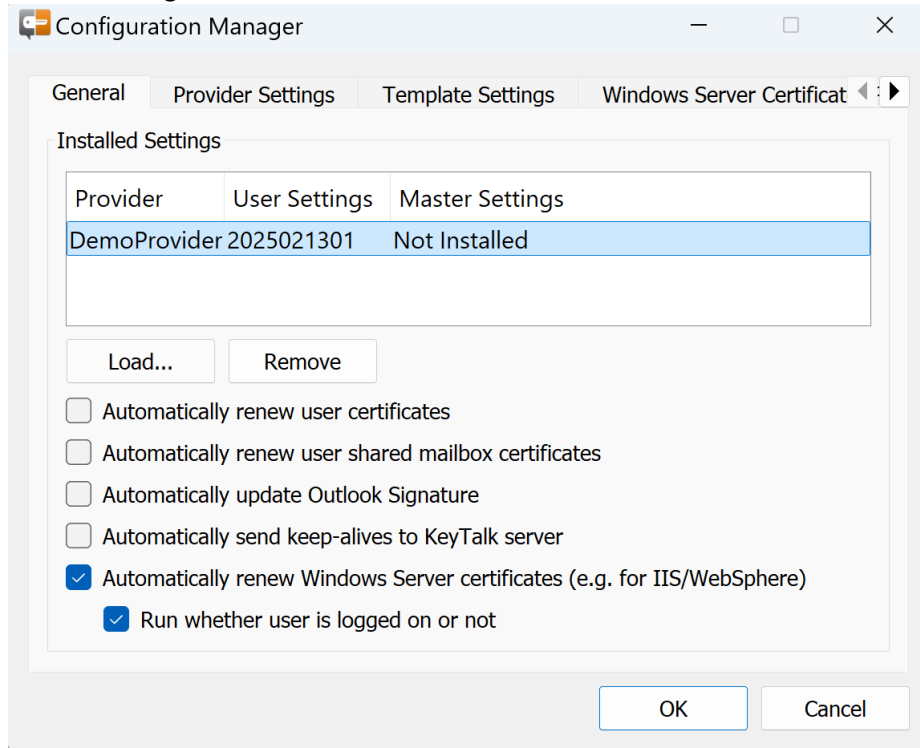 Configuration Manager
General Provider Settings Template Settings Windows Server Certificat
Installed Settings
Provider User Settings Master Settings
DemoProvider 2025021301 Not Installed
Load... Remove
Automatically renew user certificates
Automatically renew user shared mailbox certificates
Automatically update Outlook Signature
Automatically send keep-alives to KeyTalk server
Automatically renew Windows Server certificates (e.g. for IIS/WebSphere)
Run whether user is logged on or not
OK Cancel